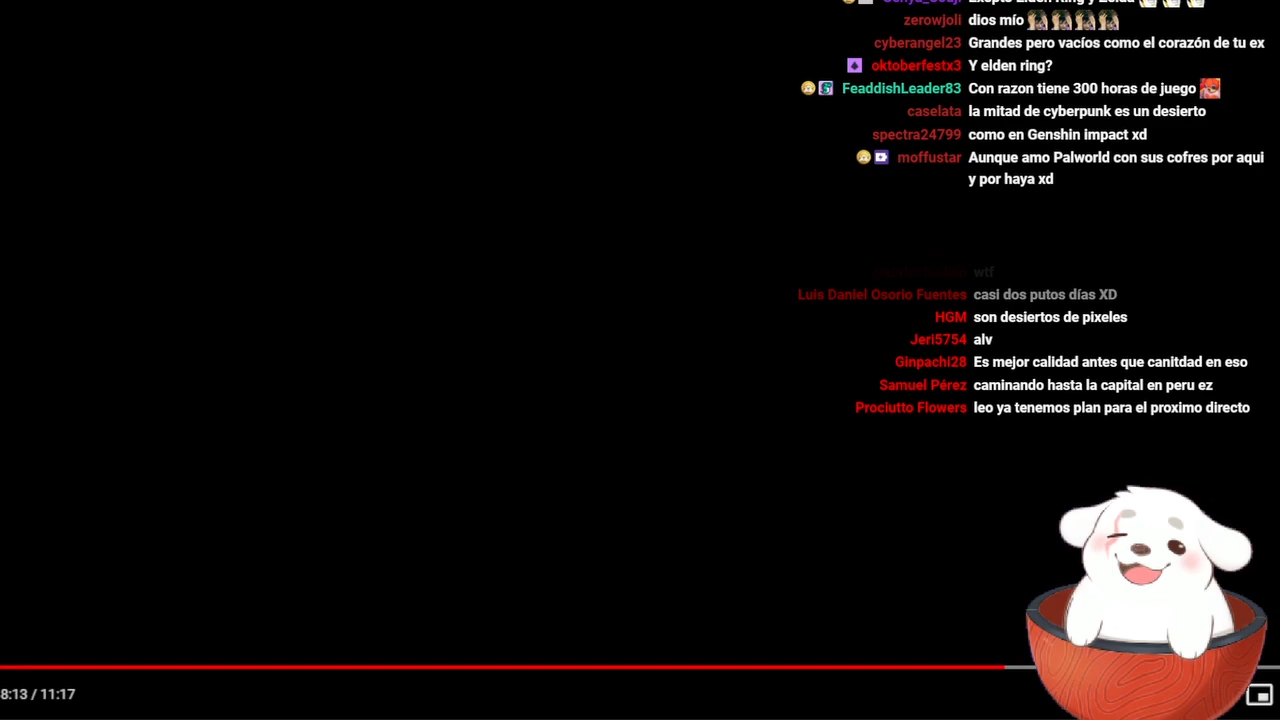 zerowjoli dios mío
cyberangel23 Grandes pero vacíos como el corazón de tu ex
oktoberfestx3 Y elden ring?
FeaddishLeader83 Con razon tiene 300 horas de juego
caselata la mitad de cyberpunk es un desierto
spectra24799 como en Genshin impact xd
moffustar Aunque amo Palworld con sus cofres por aqui
y por haya xd
wtf
Luis Daniel Osorio Fuentes casi dos putos días XD
HGM son desiertos de pixeles
Jeri5754 alv
Ginpachi28 Es mejor calidad antes que canitdad en eso
Samuel Pérez caminando hasta la capital en peru ez
Prociutto Flowers leo ya tenemos plan para el proximo directo
8:13 / 11:17